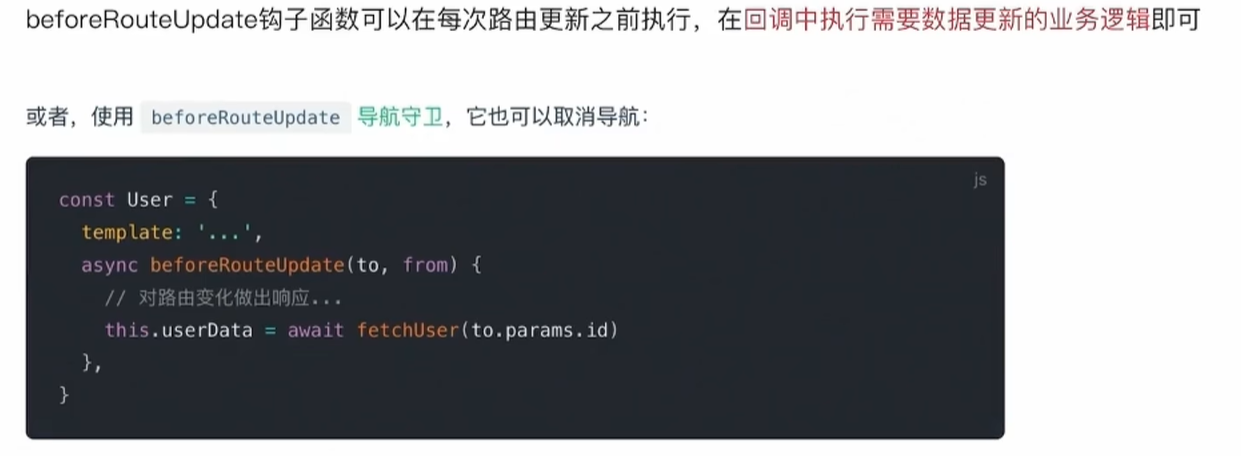 beforeRouteUpdate钩子函数可以在每次路由更新之前执行，在回调中执行需要数据更新的业务逻辑即可
或者，使用 beforeRouteUpdate 导航守卫，它也可以取消导航：
js
const User = {
  template: '...',
  async beforeRouteUpdate(to, from) {
    // 对路由变化做出响应...
    this.userData = await fetchUser(to.params.id)
  },
}